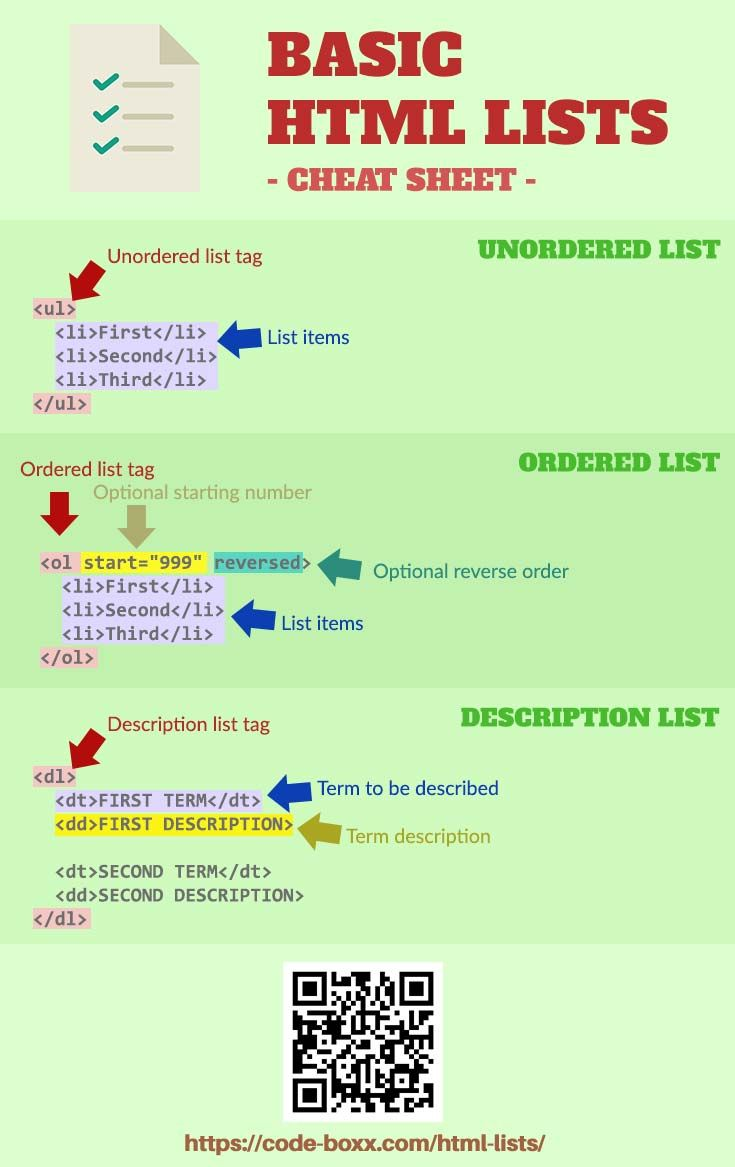 BASIC
HTML LISTS
- CHEAT SHEET -
UNORDERED LIST
Unordered list tag
<ul>
<li>First</li>
<li>Second</li>
<li>Third</li>
</ul>
List items
ORDERED LIST
Ordered list tag
Optional starting number
<ol start="999" reversed>
Optional reverse order
<li>First</li>
<li>Second</li>
<li>Third</li>
</ol>
List items
DESCRIPTION LIST
Description list tag
<dl>
<dt>FIRST TERM</dt>
Term to be described
<dd>FIRST DESCRIPTION>
Term description
<dt>SECOND TERM</dt>
<dd>SECOND DESCRIPTION>
</dl>
https://code-boxx.com/html-lists/